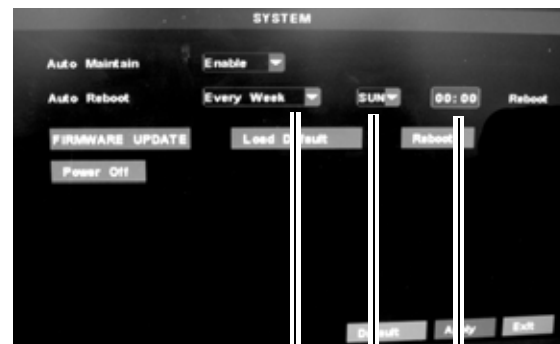 SYSTEM
Auto Maintain Enable
Auto Reboot Every Week SUN 00:00 Reboot
FIRMWARE UPDATE Load Default Reboot
Power Off
Default Apply Exit